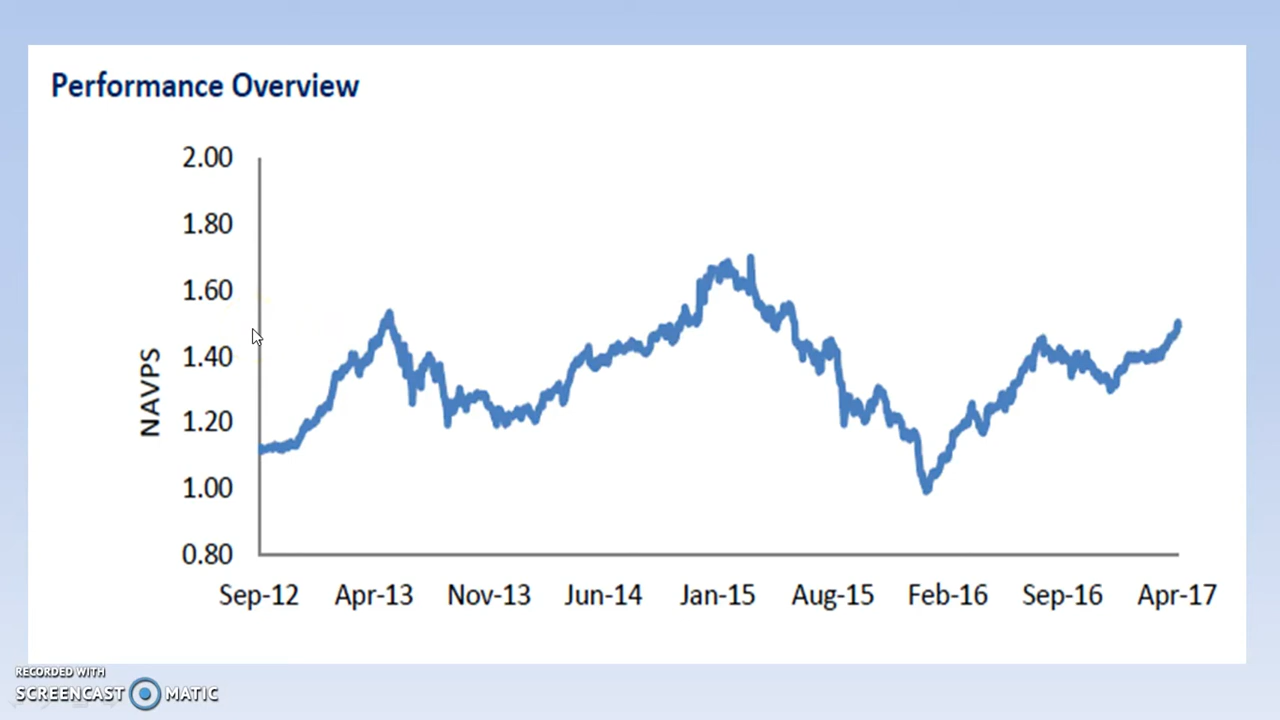 Performance Overview
2.00
1.80
1.60
1.40
1.20
1.00
0.80
NAVPS
Sep-12 Apr-13 Nov-13 Jun-14 Jan-15 Aug-15 Feb-16 Sep-16 Apr-17
RECORDED WITH
SCREENCAST MATIC